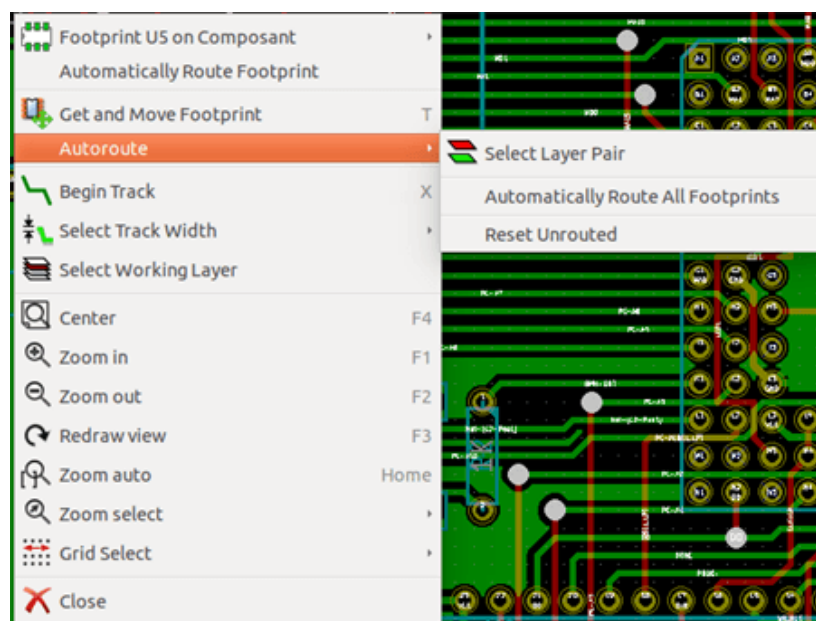 Footprint U5 on Composant
Automatically Route Footprint
Get and Move Footprint T
Autoroute
Select Layer Pair
Automatically Route All Footprints
Reset Unrouted
Begin Track X
Select Track Width
Select Working Layer
Center F4
Zoom in F1
Zoom out F2
Redraw view F3
Zoom auto Home
Zoom select
Grid Select
Close
1K